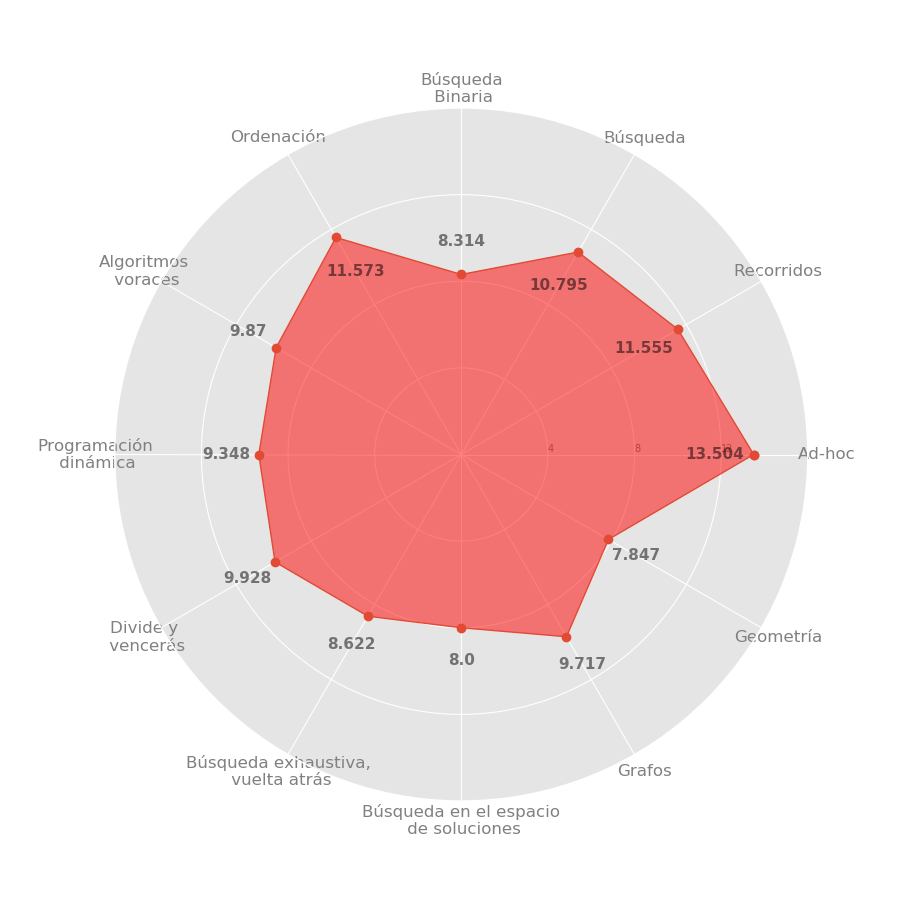 Búsqueda
Binaria
Ordenación
Búsqueda
8.314
11.573
10.795
Algoritmos
voraces
Recorridos
9.87
11.555
Programación
dinámica
9.348
4
8
12
13.504
Ad-hoc
7.847
9.928
Divide y
vencerás
8.622
8.0
9.717
Geometría
Búsqueda exhaustiva,
vuelta atrás
Grafos
Búsqueda en el espacio
de soluciones